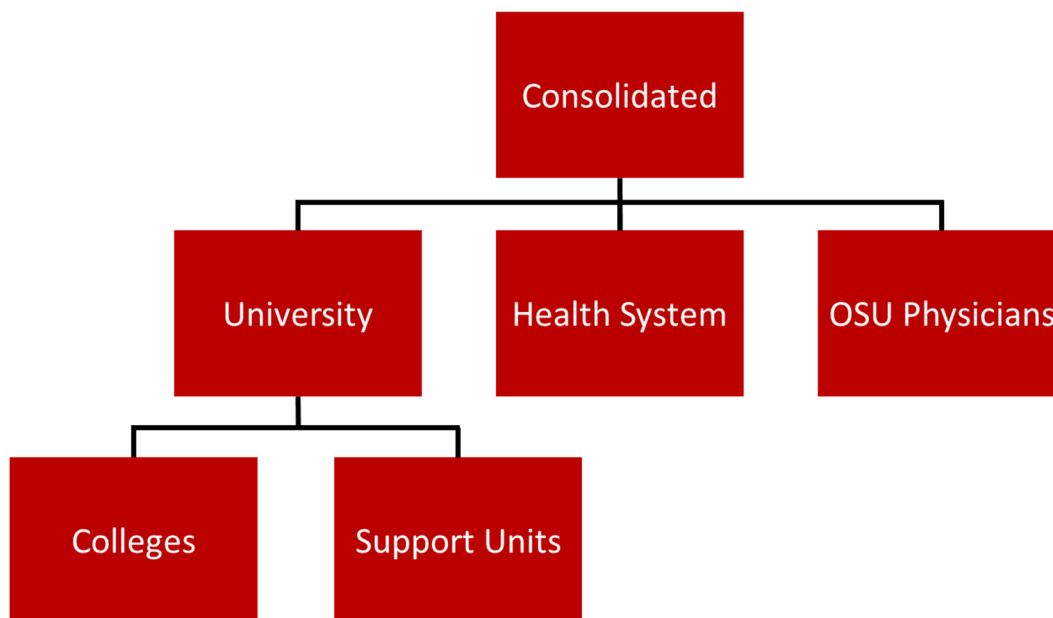 Consolidated
University
Health System
OSU Physicians
Colleges
Support Units